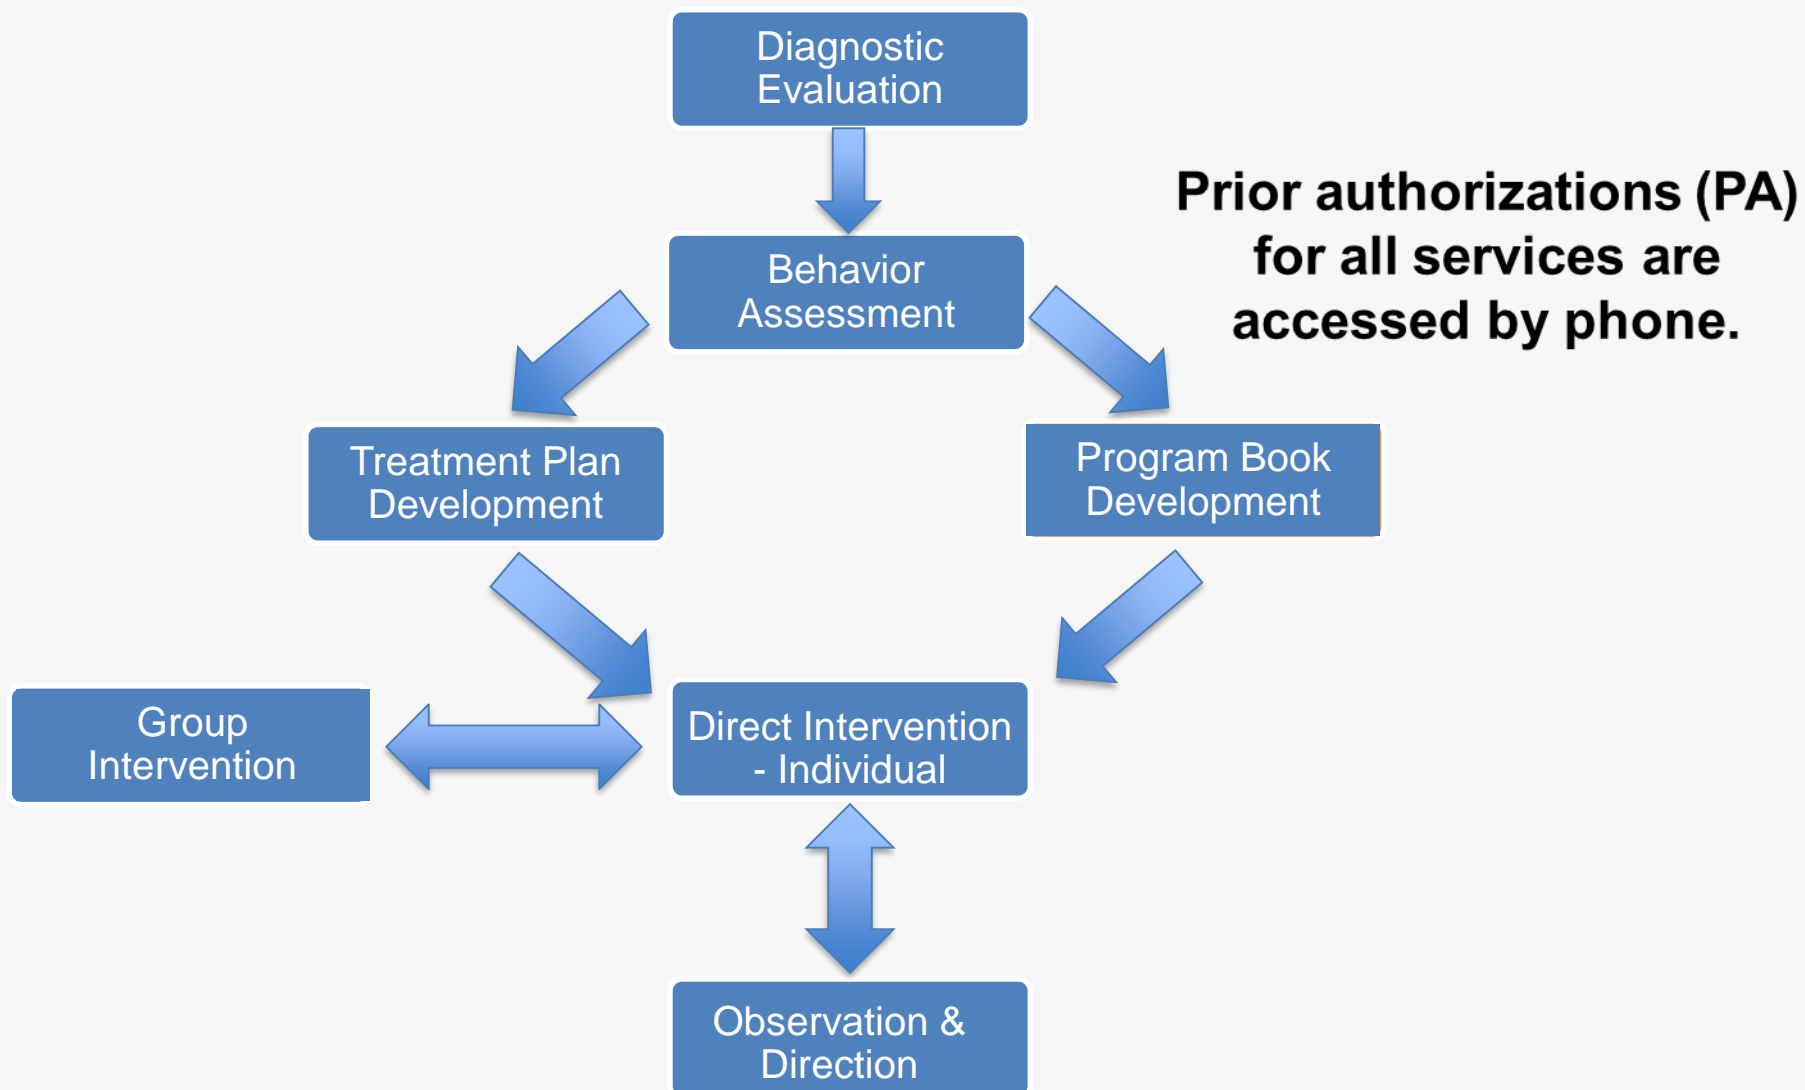 Diagnostic
Evaluation
Prior authorizations (PA)
for all services are
accessed by phone.
Behavior
Assessment
Treatment Plan
Development
Program Book
Development
Group
Intervention
Direct Intervention
- Individual
Observation &
Direction